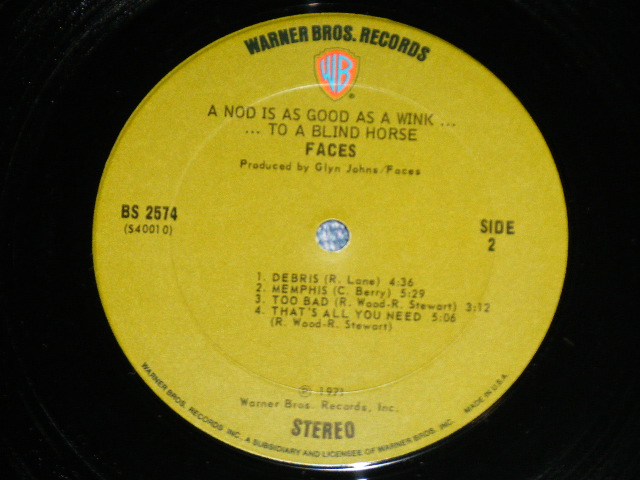 WARNER BROS. RECORDS
WB
®
A NOD IS AS GOOD AS A WINK ...
... TO A BLIND HORSE
FACES
Produced by Glyn Johns/Faces
BS 2574
(S40010)
SIDE
2
1. DEBRIS (R. Lane) 4:36
2. MEMPHIS (C. Berry) 5:29
3. TOO BAD (R. Wood-R. Stewart) 3:12
4. THAT'S ALL YOU NEED 5:06
(R. Wood-R. Stewart)
℗ 1971
Warner Bros. Records, Inc.
STEREO
WARNER BROS. RECORDS INC. A SUBSIDIARY AND LICENSEE OF WARNER BROS. INC. MADE IN U.S.A.